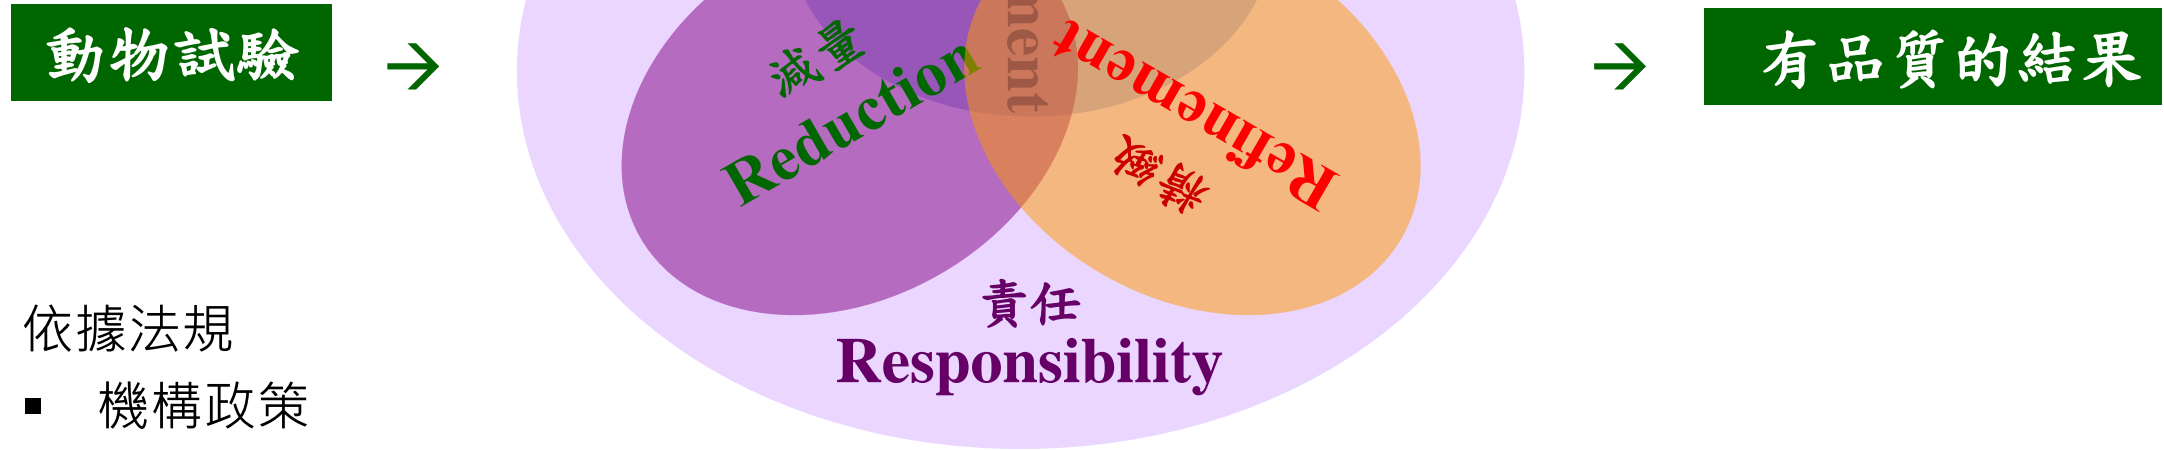 動物試驗
→
減量
Reduction
ment
Refinement
精緻
→
有品質的結果
責任
Responsibility
依據法規
▪ 機構政策